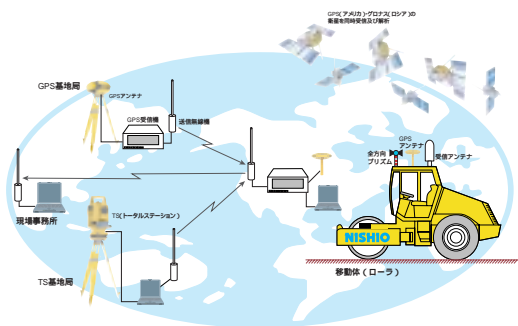 GPS(アメリカ)-グロナス(ロシア)の
衛星を同時受信及び解析
GPS基地局
GPSアンテナ
GPS受信機
送信無線機
全方向
プリズム
GPS
アンテナ
受信アンテナ
現場事務所
TS(トータルステーション)
NISHIO
移動体(ローラ)
TS基地局